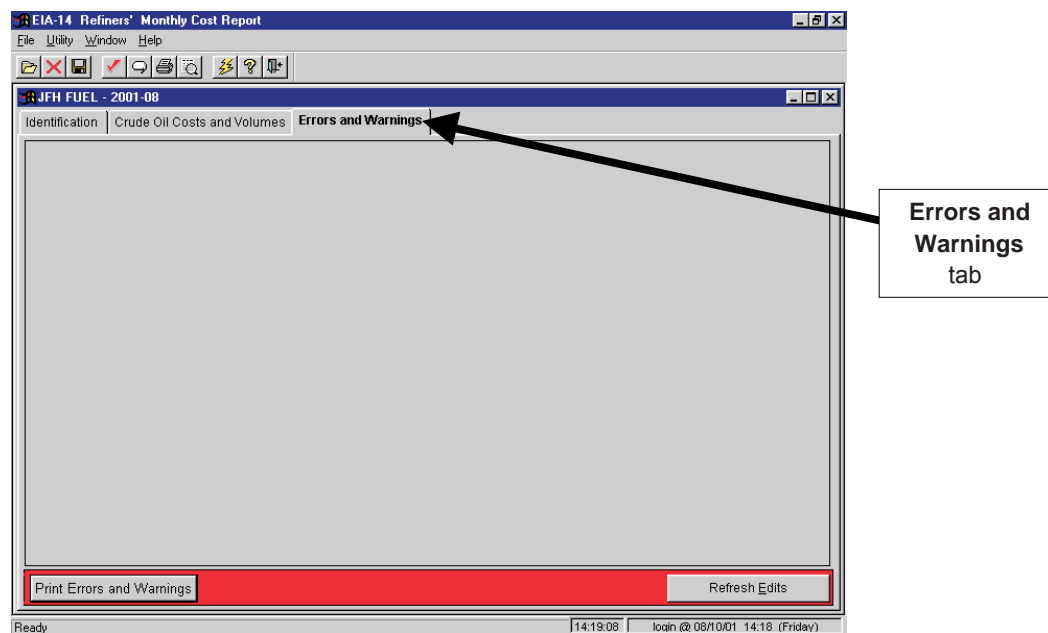 EIA-14 Refiners' Monthly Cost Report
File Utility Window Help
JFH FUEL - 2001-08
Identification Crude Oil Costs and Volumes Errors and Warnings
Errors and
Warnings
tab
Print Errors and Warnings Refresh Edits
Ready 14:19:08 login @ 08/10/01 14:18 (Friday)